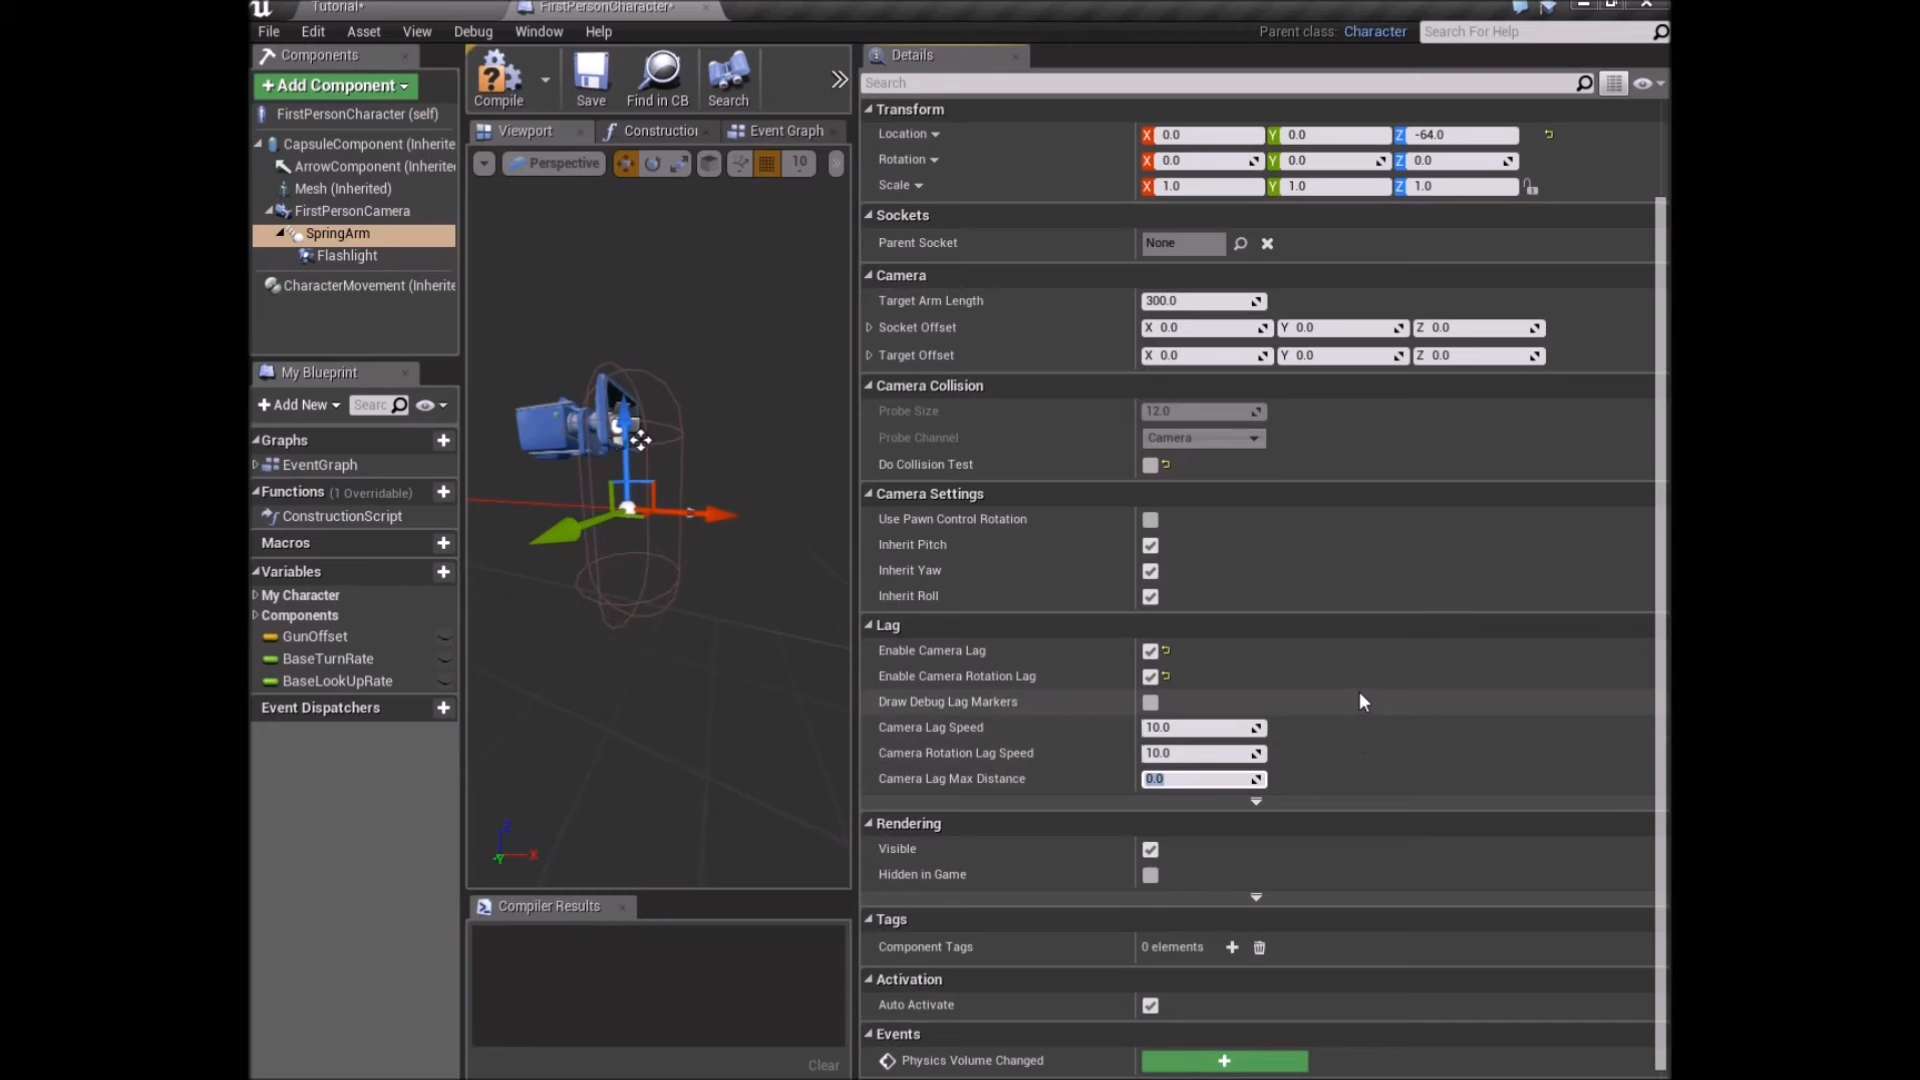 Tutorial*
FirstPersonCharacter*
File Edit Asset View Debug Window Help
Parent class: Character
Search For Help
Components
+Add Component
FirstPersonCharacter (self)
CapsuleComponent (Inherite
ArrowComponent (Inherite
Mesh (Inherited)
FirstPersonCamera
SpringArm
Flashlight
CharacterMovement (Inherite
My Blueprint
+Add New
Searc
Graphs
EventGraph
Functions (1 Overridable)
ConstructionScript
Macros
Variables
My Character
Components
GunOffset
BaseTurnRate
BaseLookUpRate
Event Dispatchers
Compile Save Find in CB Search
Viewport Construction Event Graph
Perspective
10
Z
X
Y
Compiler Results
Clear
Details
Search
Transform
Location X 0.0 Y 0.0 Z -64.0
Rotation X 0.0 Y 0.0 Z 0.0
Scale X 1.0 Y 1.0 Z 1.0
Sockets
Parent Socket None
Camera
Target Arm Length 300.0
Socket Offset X 0.0 Y 0.0 Z 0.0
Target Offset X 0.0 Y 0.0 Z 0.0
Camera Collision
Probe Size 12.0
Probe Channel Camera
Do Collision Test
Camera Settings
Use Pawn Control Rotation
Inherit Pitch
Inherit Yaw
Inherit Roll
Lag
Enable Camera Lag
Enable Camera Rotation Lag
Draw Debug Lag Markers
Camera Lag Speed 10.0
Camera Rotation Lag Speed 10.0
Camera Lag Max Distance 0.0
Rendering
Visible
Hidden in Game
Tags
Component Tags 0 elements
Activation
Auto Activate
Events
Physics Volume Changed +